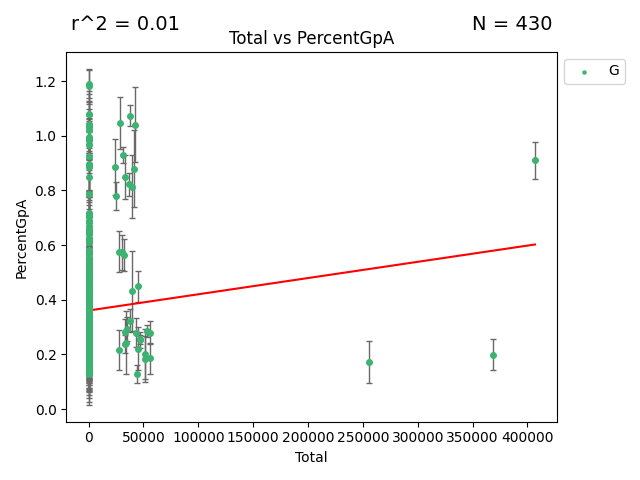 r^2 = 0.01
N = 430
Total vs PercentGpA
G
PercentGpA
1.2
1.0
0.8
0.6
0.4
0.2
0.0
0
50000
100000
150000
200000
250000
300000
350000
400000
Total